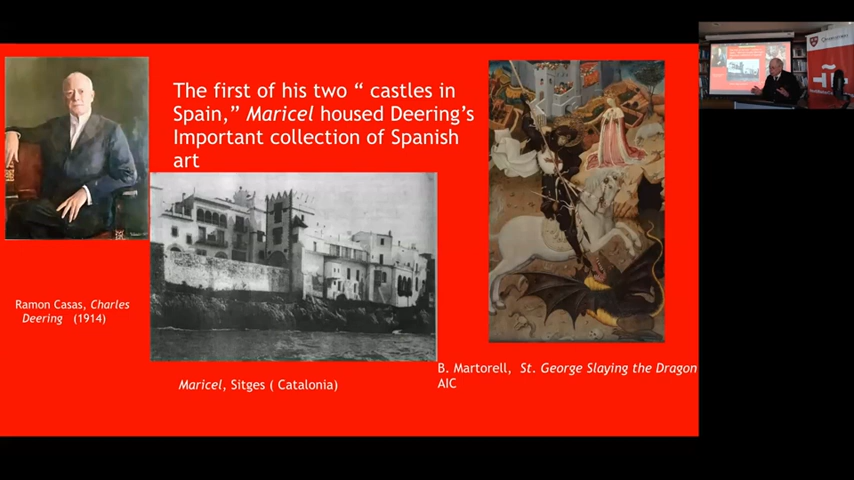 The first of his two “ castles in
Spain,” Maricel housed Deering’s
Important collection of Spanish
art
Ramon Casas, Charles
Deering (1914)
Maricel, Sitges ( Catalonia)
B. Martorell, St. George Slaying the Dragon
AIC